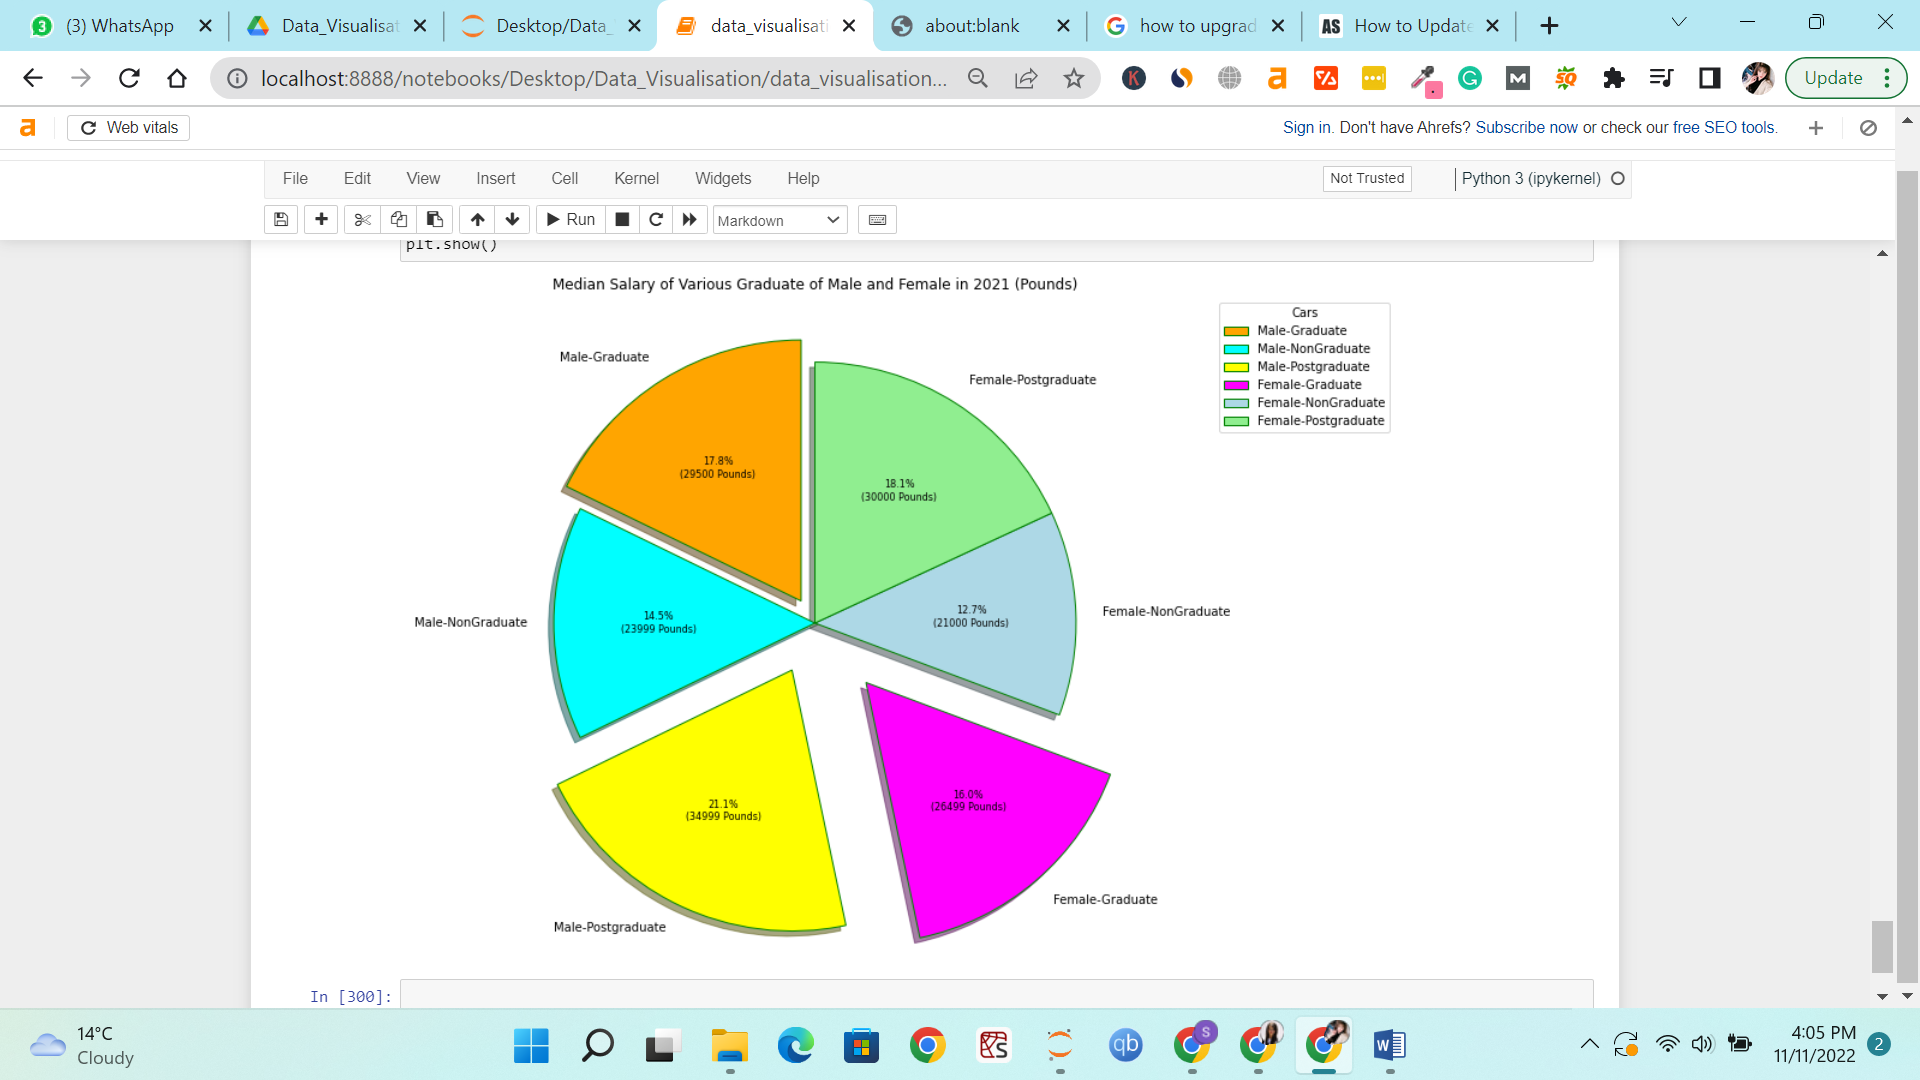 3 (3) WhatsApp
Data_Visualisat
Desktop/Data_
data_visualisati
about:blank
how to upgrad
AS How to Update
localhost:8888/notebooks/Desktop/Data_Visualisation/data_visualisation...
Update
a Web vitals
Sign in. Don't have Ahrefs? Subscribe now or check our free SEO tools.
File Edit View Insert Cell Kernel Widgets Help
Not Trusted
Python 3 (ipykernel)
Run
Markdown
plt.show()
Median Salary of Various Graduate of Male and Female in 2021 (Pounds)
Cars
Male-Graduate
Male-NonGraduate
Male-Postgraduate
Female-Graduate
Female-NonGraduate
Female-Postgraduate
Male-Graduate
Female-Postgraduate
17.8%
(29500 Pounds)
18.1%
(30000 Pounds)
Male-NonGraduate
14.5%
(23999 Pounds)
12.7%
(21000 Pounds)
Female-NonGraduate
21.1%
(34999 Pounds)
16.0%
(26499 Pounds)
Female-Graduate
Male-Postgraduate
In [300]:
14°C
Cloudy
qb
S
4:05 PM
11/11/2022
2